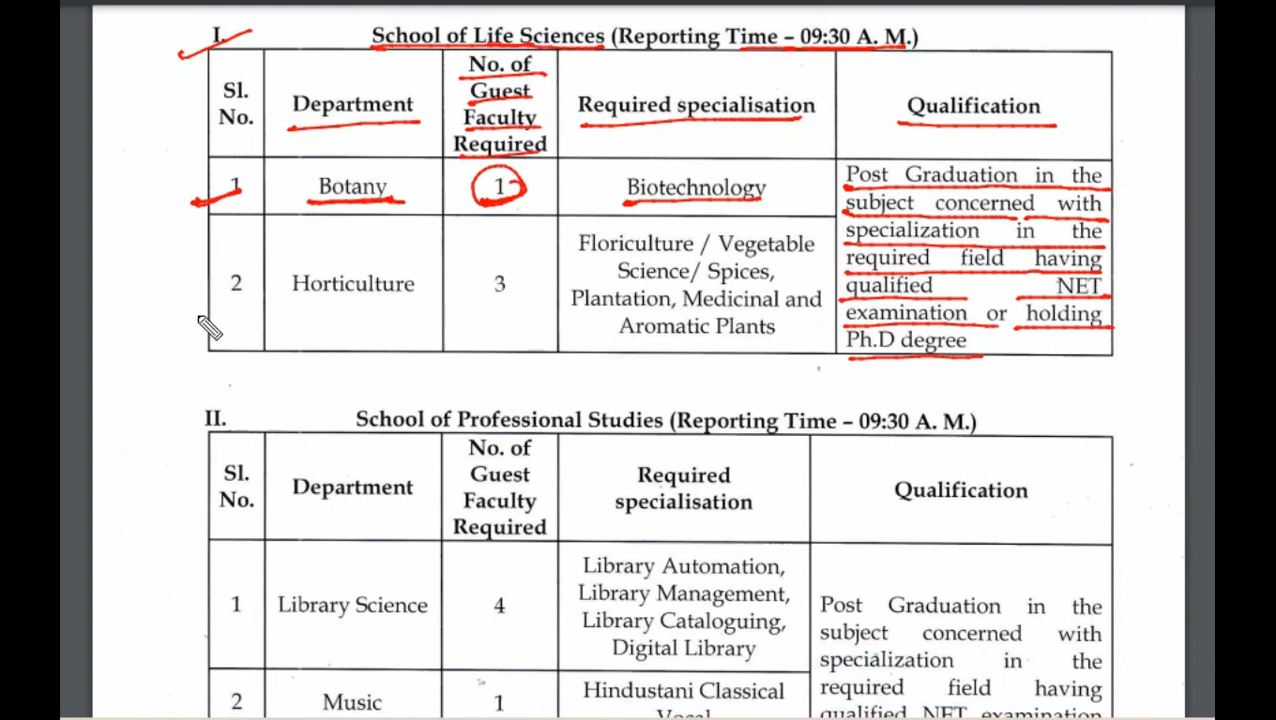 I. School of Life Sciences (Reporting Time – 09:30 A. M.)
Sl. No.
Department
No. of Guest Faculty Required
Required specialisation
Qualification
1
Botany
1
Biotechnology
Post Graduation in the
subject concerned with
specialization in the
required field having
qualified NET
examination or holding
Ph.D degree
2
Horticulture
3
Floriculture / Vegetable
Science/ Spices,
Plantation, Medicinal and
Aromatic Plants
II. School of Professional Studies (Reporting Time – 09:30 A. M.)
Sl. No.
Department
No. of Guest Faculty Required
Required
specialisation
Qualification
1
Library Science
4
Library Automation,
Library Management,
Library Cataloguing,
Digital Library
Post Graduation in the
subject concerned with
specialization in the
required field having
qualified NET examination
2
Music
1
Hindustani Classical
Vocal